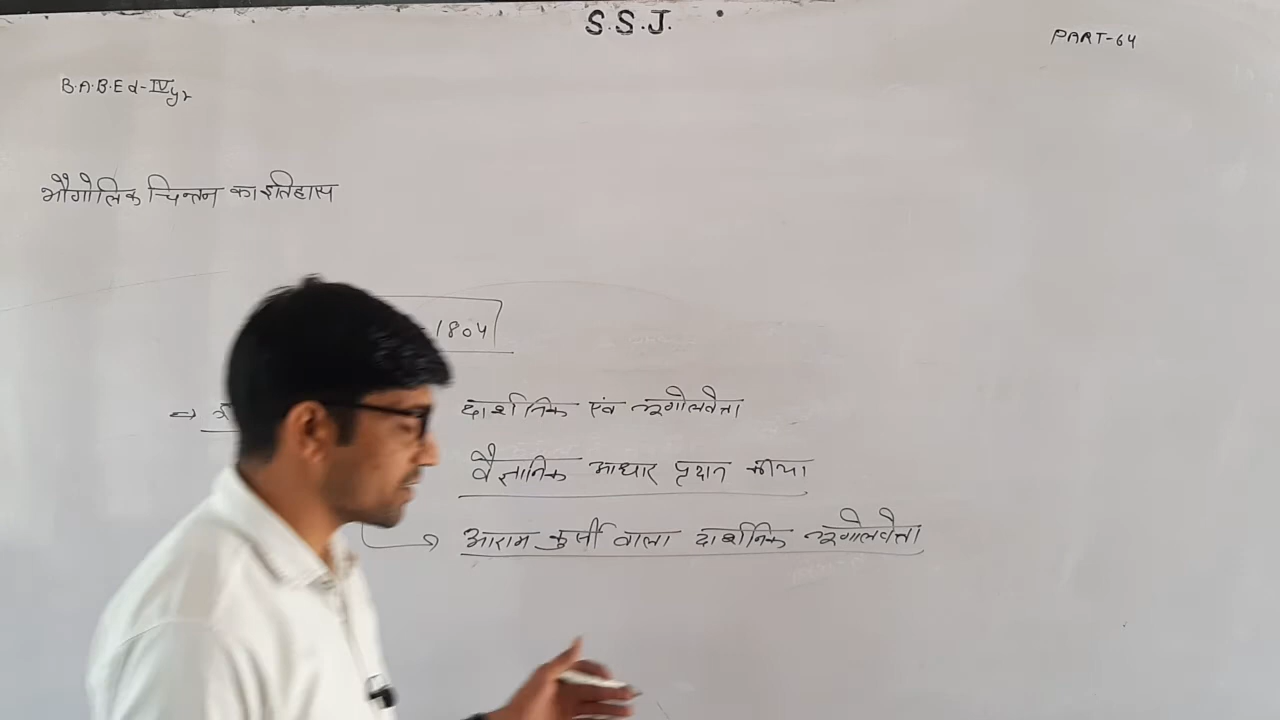 S.S.J.
PART-64
B.A.B.Ed-IV yr
भौगोलिक चिन्तन का इतिहास
1804
दार्शनिक एवं भूगोलवेत्ता
वैज्ञानिक आधार प्रदान कीया
आराम कुर्सी वाला दार्शनिक भूगोलवेत्ता